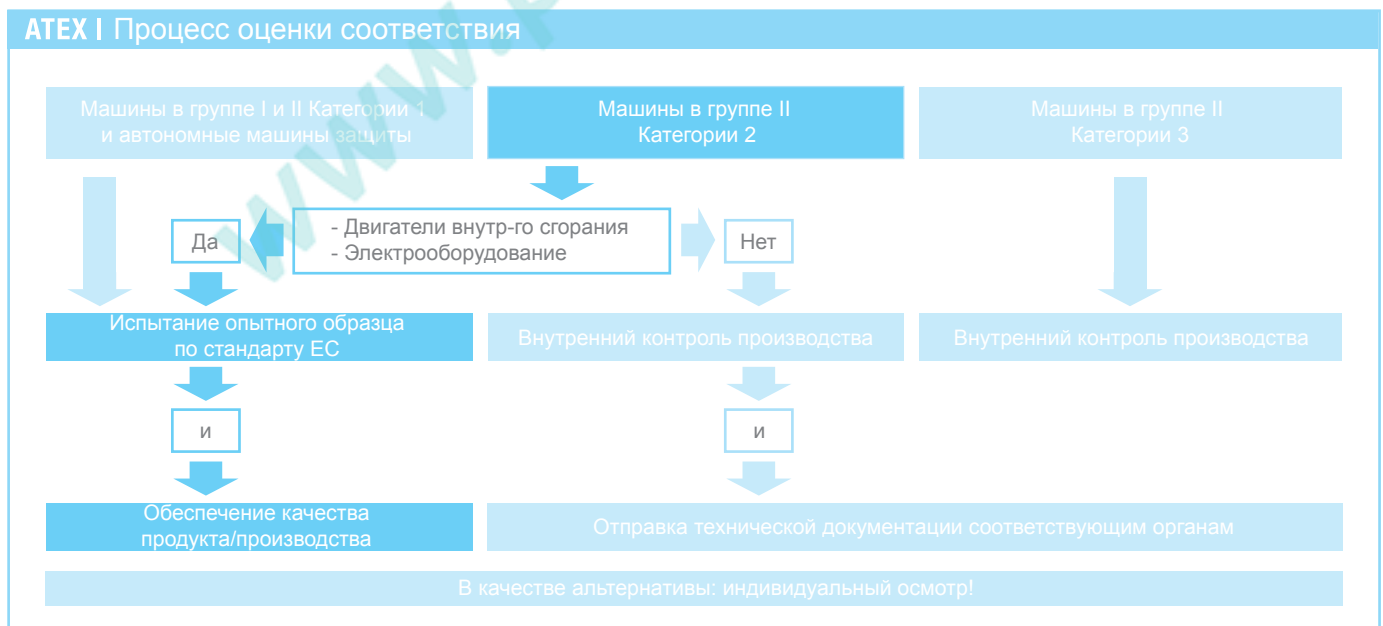 ATEX I Процесс оценки соответствия
Машины в группе I и II Категории 1
и автономные машины защиты
Машины в группе II
Категории 2
Машины в группе II
Категории 3
Да
- Двигатели внутр-го сгорания
- Электрооборудование
Нет
Испытание опытного образца
по стандарту ЕС
Внутренний контроль производства
Внутренний контроль производства
и
и
Обеспечение качества
продукта/производства
Отправка технической документации соответствующим органам
В качестве альтернативы: индивидуальный осмотр!
www.